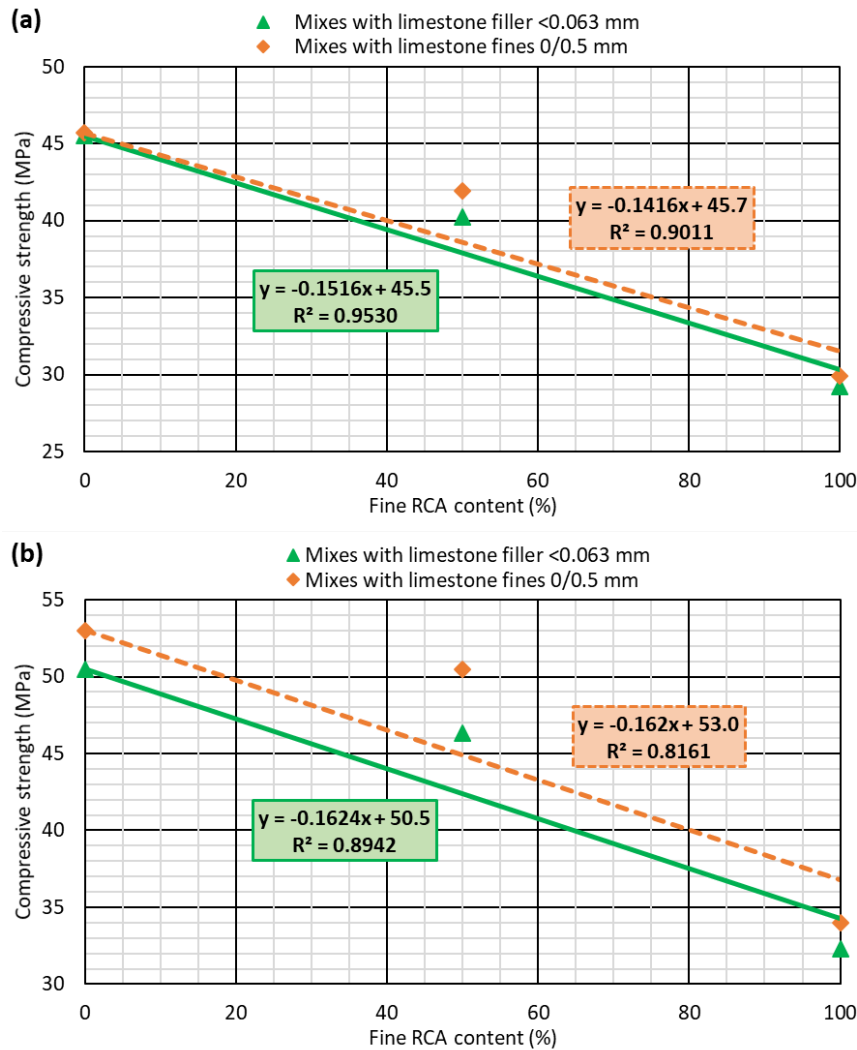 (a)
Mixes with limestone filler <0.063 mm
Mixes with limestone fines 0/0.5 mm
50
45
40
35
30
25
Compressive strength (MPa)
y = -0.1416x + 45.7
R² = 0.9011
y = -0.1516x + 45.5
R² = 0.9530
0 20 40 60 80 100
Fine RCA content (%)
(b)
Mixes with limestone filler <0.063 mm
Mixes with limestone fines 0/0.5 mm
55
50
45
40
35
30
Compressive strength (MPa)
y = -0.162x + 53.0
R² = 0.8161
y = -0.1624x + 50.5
R² = 0.8942
0 20 40 60 80 100
Fine RCA content (%)